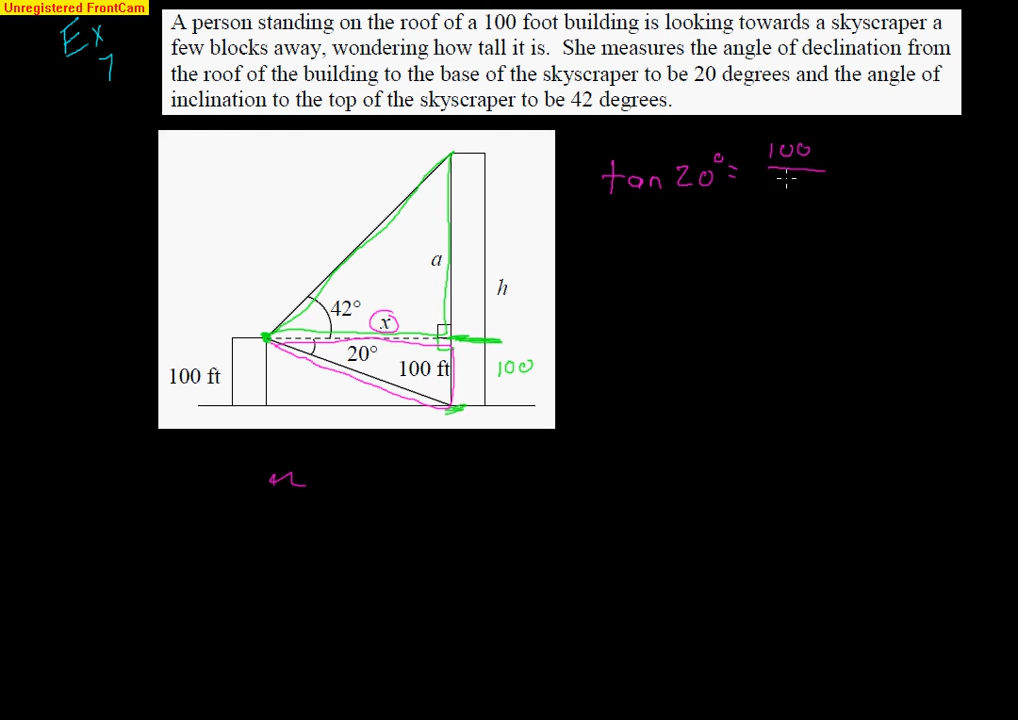 Unregistered FrontCam
Ex 7
A person standing on the roof of a 100 foot building is looking towards a skyscraper a
few blocks away, wondering how tall it is. She measures the angle of declination from
the roof of the building to the base of the skyscraper to be 20 degrees and the angle of
inclination to the top of the skyscraper to be 42 degrees.
tan 20° = 100
a
h
42°
x
20°
100 ft
100 ft
100